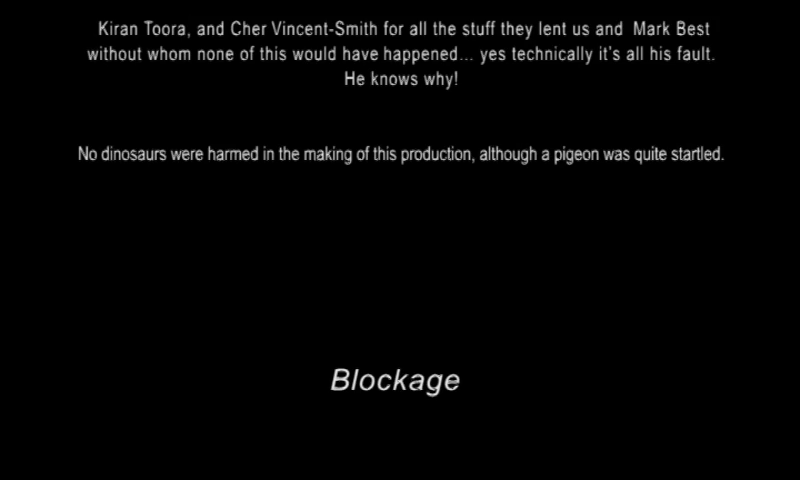 Kiran Toora, and Cher Vincent-Smith for all the stuff they lent us and Mark Best
without whom none of this would have happened... yes technically it's all his fault.
He knows why!
No dinosaurs were harmed in the making of this production, although a pigeon was quite startled.
Blockage